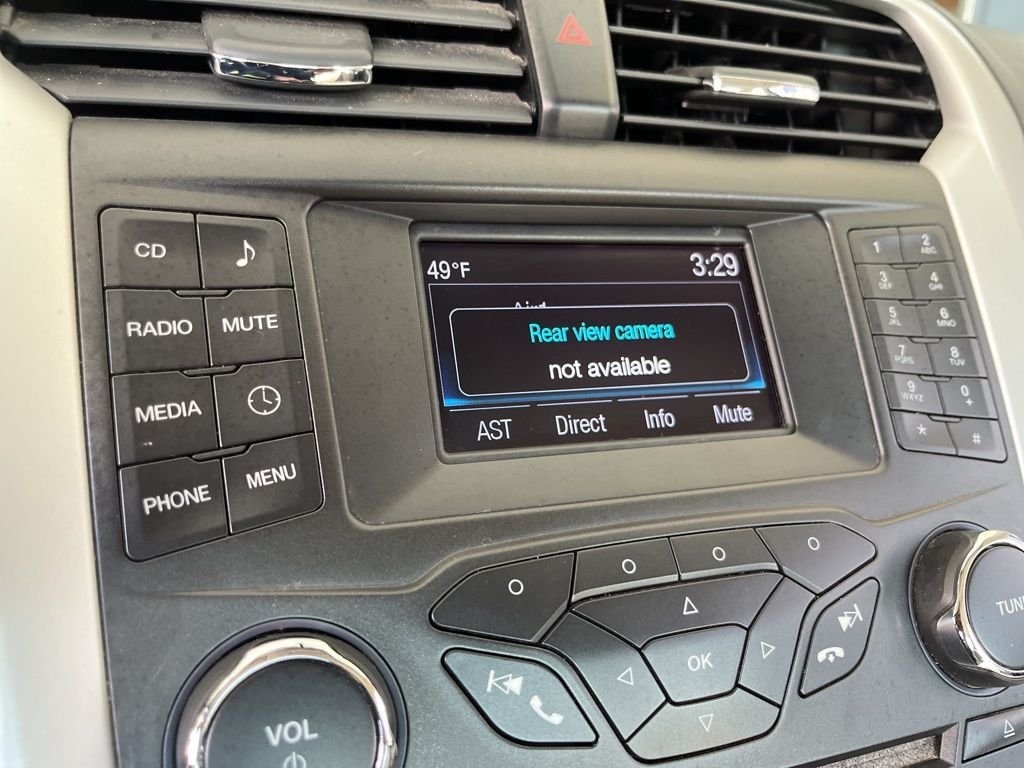 CD
RADIO MUTE
MEDIA
PHONE MENU
49°F 3:29
Rear view camera
not available
AST Direct Info Mute
1 2 ABC
3 DEF 4 GHI
5 JKL 6 MNO
7 PQRS 8 TUV
9 WXYZ 0 +
* #
OK
VOL